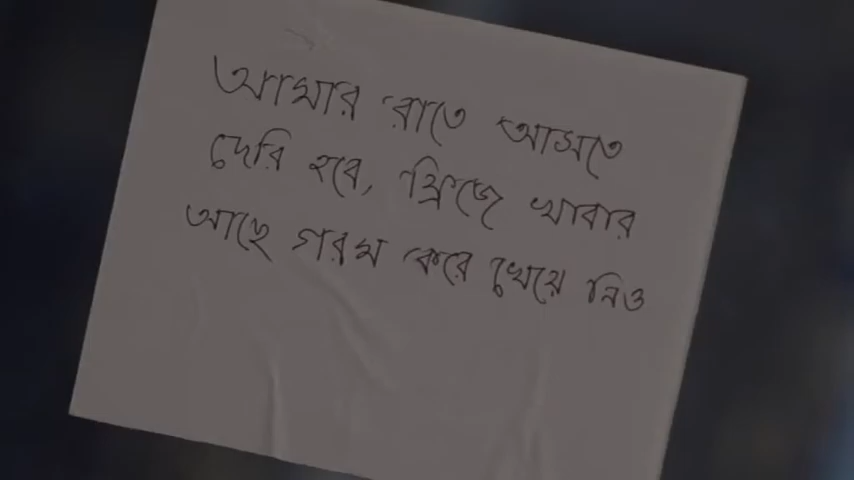 আমার রাতে আসতে
দেরি হবে, ফ্রিজে খাবার
আছে গরম করে খেয়ে নিও